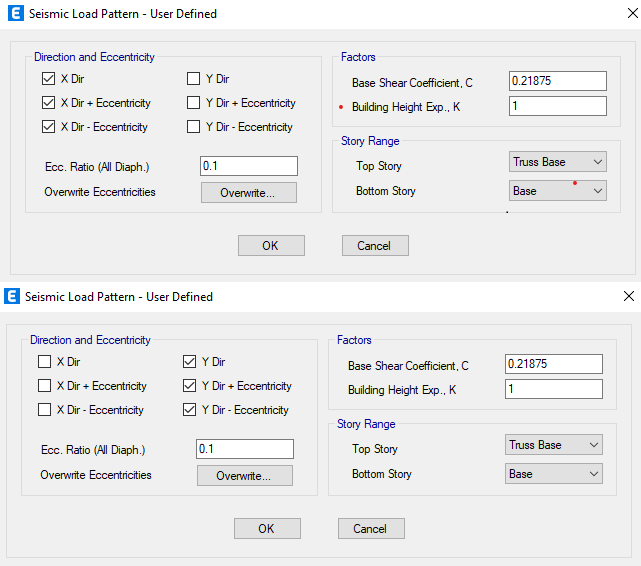 E Seismic Load Pattern - User Defined
Direction and Eccentricity
X Dir Y Dir
X Dir + Eccentricity Y Dir + Eccentricity
X Dir - Eccentricity Y Dir - Eccentricity
Ecc. Ratio (All Diaph.) 0.1
Overwrite Eccentricities Overwrite...
Factors
Base Shear Coefficient, C 0.21875
Building Height Exp., K 1
Story Range
Top Story Truss Base
Bottom Story Base
OK Cancel
E Seismic Load Pattern - User Defined
Direction and Eccentricity
X Dir Y Dir
X Dir + Eccentricity Y Dir + Eccentricity
X Dir - Eccentricity Y Dir - Eccentricity
Ecc. Ratio (All Diaph.) 0.1
Overwrite Eccentricities Overwrite...
Factors
Base Shear Coefficient, C 0.21875
Building Height Exp., K 1
Story Range
Top Story Truss Base
Bottom Story Base
OK Cancel